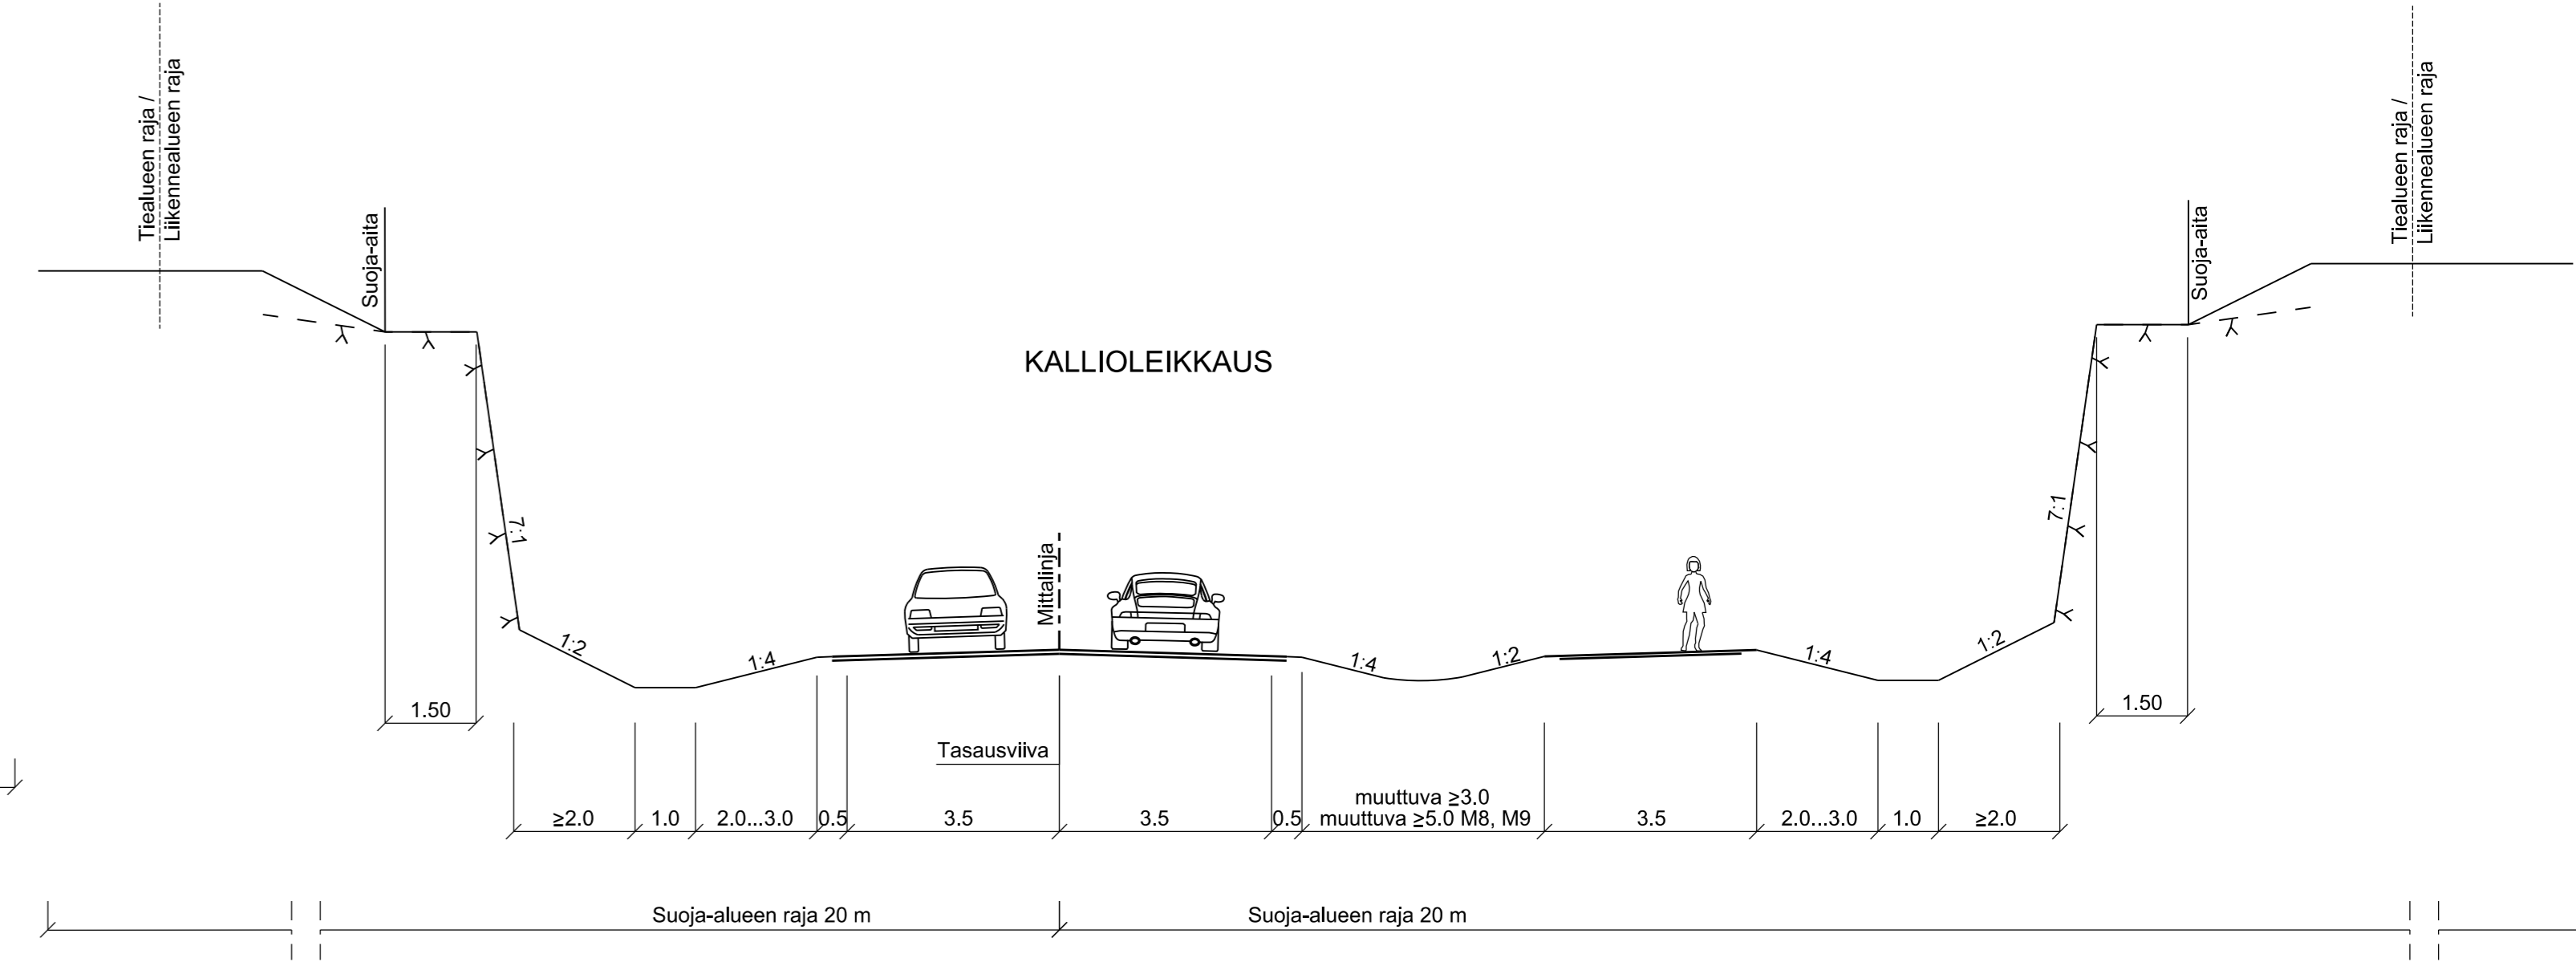 Tiealueen raja /
Liikennealueen raja
Suoja-aita
Tiealueen raja /
Liikennealueen raja
Suoja-aita
KALLIOLEIKKAUS
7:1
7:1
Mittalinja
1:2
1:4
1:4
1:2
1:4
1:2
1.50
1.50
Tasausviiva
muuttuva ≥3.0
≥2.0 1.0 2.0...3.0 0.5 3.5 3.5 0.5 muuttuva ≥5.0 M8, M9 3.5 2.0...3.0 1.0 ≥2.0
Suoja-alueen raja 20 m Suoja-alueen raja 20 m